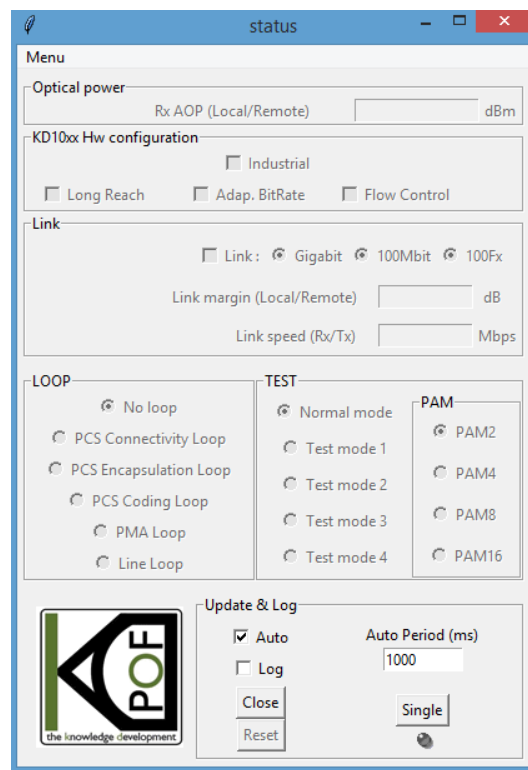 status
Menu
Optical power
Rx AOP (Local/Remote) dBm
KD10xx Hw configuration
Industrial
Long Reach Adap. BitRate Flow Control
Link
Link : Gigabit 100Mbit 100Fx
Link margin (Local/Remote) dB
Link speed (Rx/Tx) Mbps
LOOP
No loop
PCS Connectivity Loop
PCS Encapsulation Loop
PCS Coding Loop
PMA Loop
Line Loop
TEST
Normal mode
Test mode 1
Test mode 2
Test mode 3
Test mode 4
PAM
PAM2
PAM4
PAM8
PAM16
KDPOF
the knowledge development
Update & Log
Auto
Log
Close
Reset
Auto Period (ms)
1000
Single